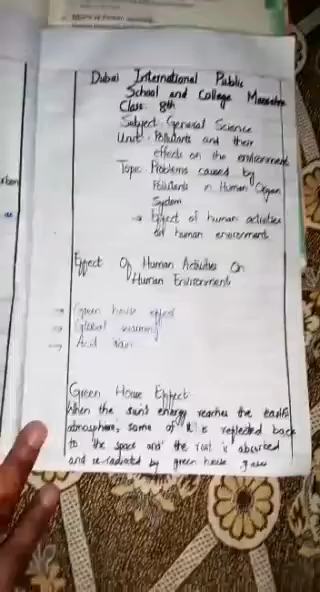 Dubai International Public
School and College Mansehra
Class: 8th
Subject: General Science
Unit: Pollutants and their
effects on the environment
Topic: Problems caused by
Pollutants in Human Organ
System
→ Effect of human activities
on human environment
Effect Of Human Activities On
Human Environment
→ Green house effect
→ Global warming
→ Acid rain
Green House Effect:
When the sun's energy reaches the earth's
atmosphere, some of it is reflected back
to the space and the rest is absorbed
and re-radiated by green house gases